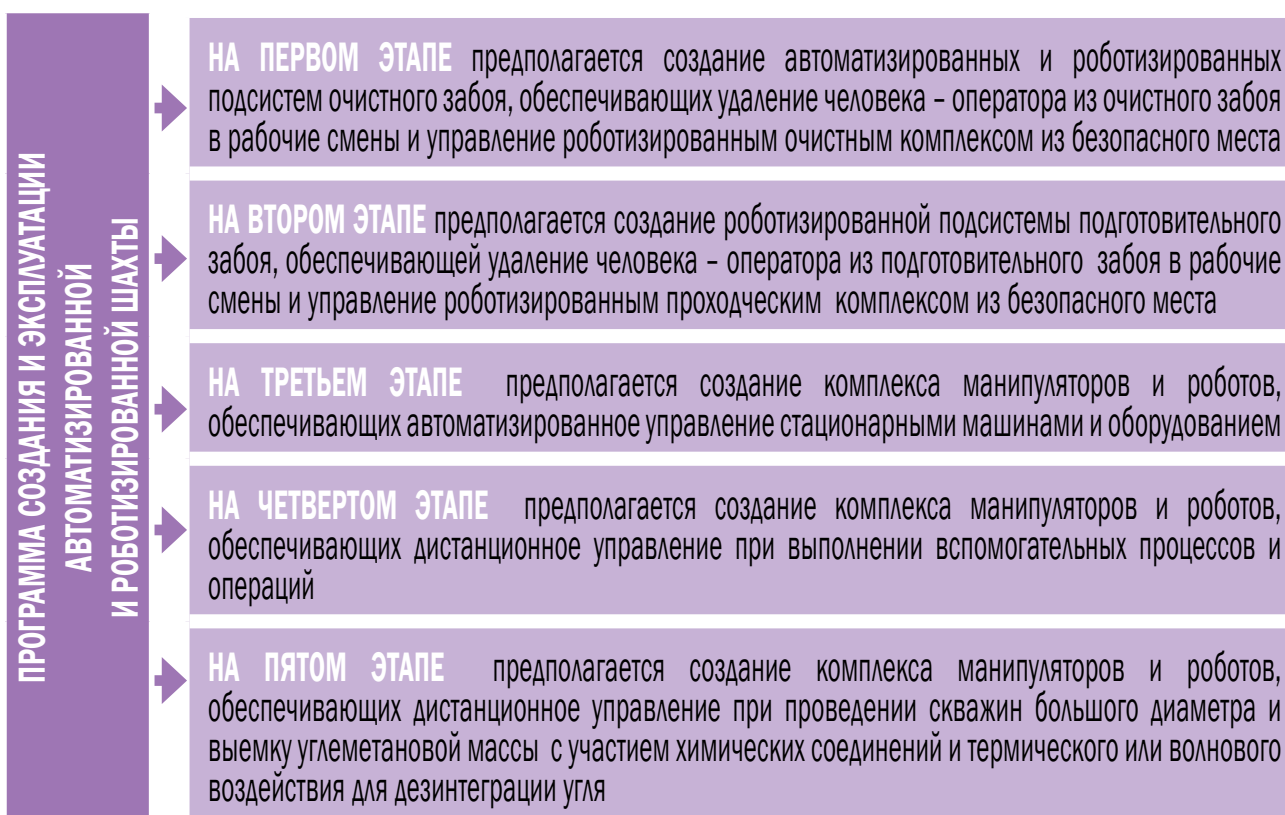 ПРОГРАММА СОЗДАНИЯ И ЭКСПЛУАТАЦИИ
АВТОМАТИЗИРОВАННОЙ
И РОБОТИЗИРОВАННОЙ ШАХТЫ
НА ПЕРВОМ ЭТАПЕ предполагается создание автоматизированных и роботизированных
подсистем очистного забоя, обеспечивающих удаление человека – оператора из очистного забоя
в рабочие смены и управление роботизированным очистным комплексом из безопасного места
НА ВТОРОМ ЭТАПЕ предполагается создание роботизированной подсистемы подготовительного
забоя, обеспечивающей удаление человека – оператора из подготовительного забоя в рабочие
смены и управление роботизированным проходческим комплексом из безопасного места
НА ТРЕТЬЕМ ЭТАПЕ предполагается создание комплекса манипуляторов и роботов,
обеспечивающих автоматизированное управление стационарными машинами и оборудованием
НА ЧЕТВЕРТОМ ЭТАПЕ предполагается создание комплекса манипуляторов и роботов,
обеспечивающих дистанционное управление при выполнении вспомогательных процессов и
операций
НА ПЯТОМ ЭТАПЕ предполагается создание комплекса манипуляторов и роботов,
обеспечивающих дистанционное управление при проведении скважин большого диаметра и
выемку углеметановой массы с участием химических соединений и термического или волнового
воздействия для дезинтеграции угля